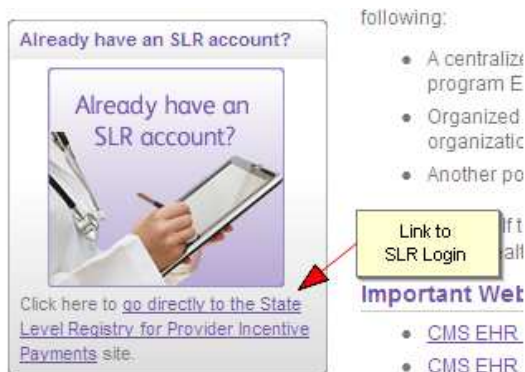 Already have an SLR account?
Already have an
SLR account?
Click here to go directly to the State
Level Registry for Provider Incentive
Payments site.
following:
● A centralize
program E
● Organized
organizatio
● Another po
If t
ealt
Link to
SLR Login
Important Web
● CMS EHR
● CMS EHR